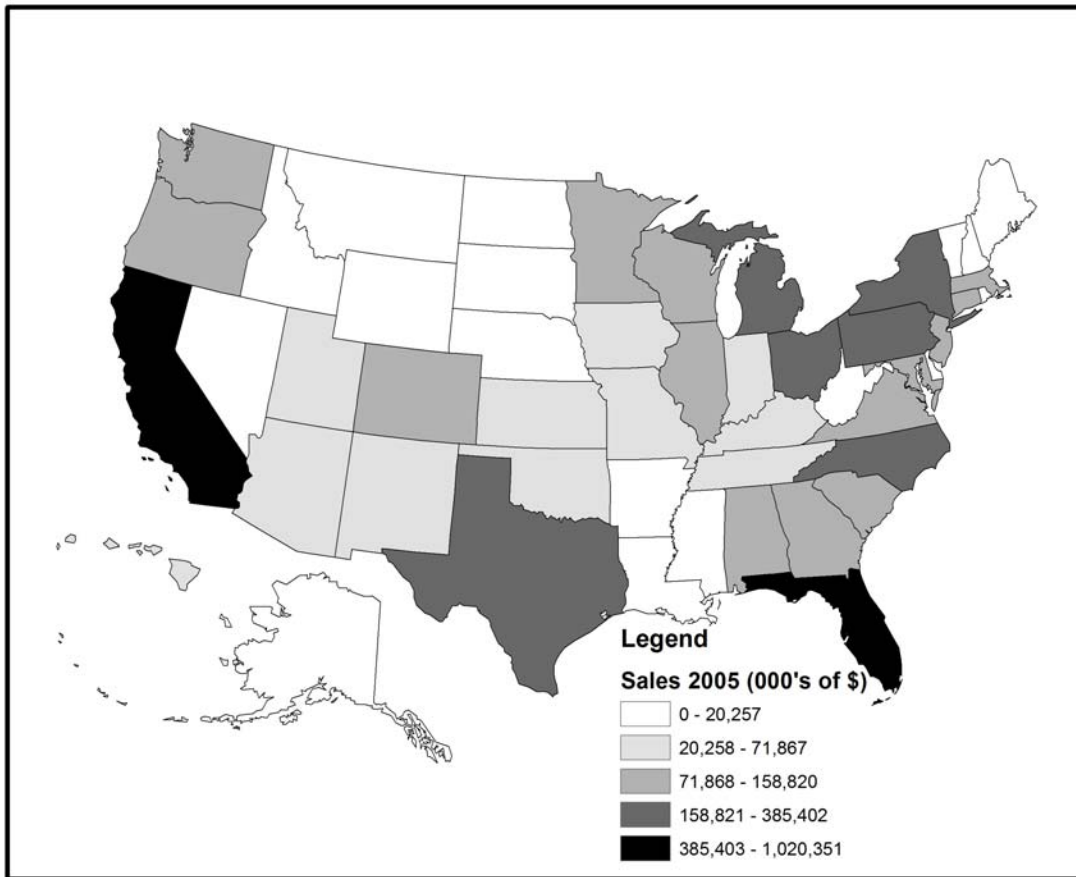 Legend
Sales 2005 (000's of $)
0 - 20,257
20,258 - 71,867
71,868 - 158,820
158,821 - 385,402
385,403 - 1,020,351